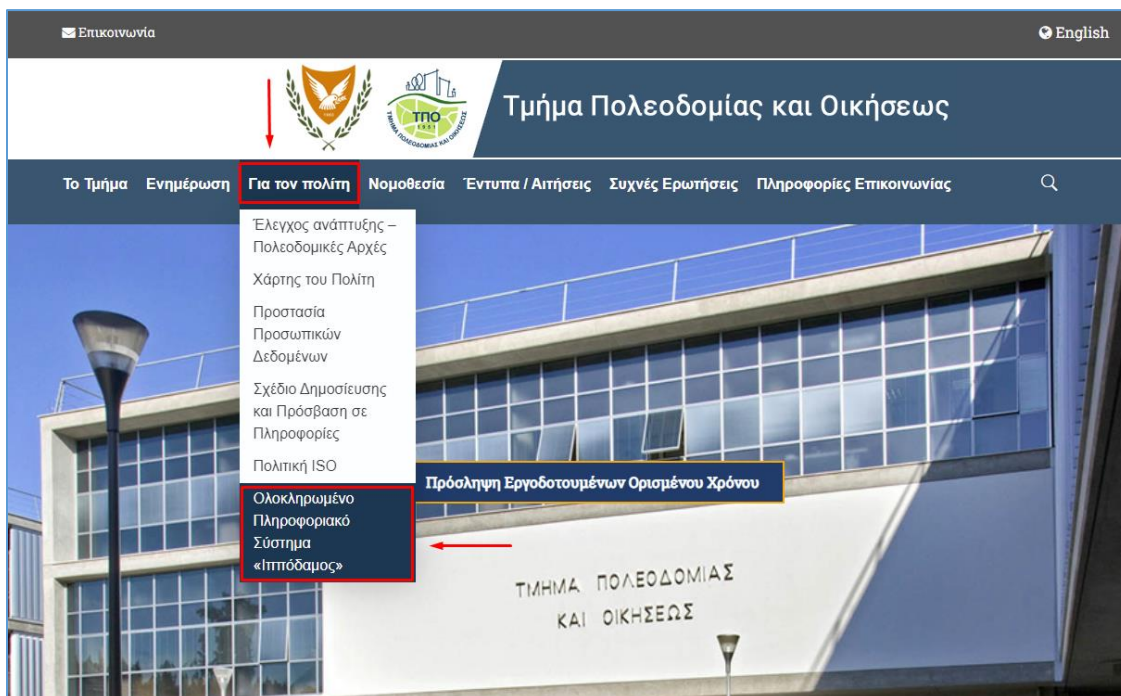 Επικοινωνία
English
ΤΠΟ
Τμήμα Πολεοδομίας και Οικήσεως
Το Τμήμα Ενημέρωση Για τον πολίτη Νομοθεσία Έντυπα / Αιτήσεις Συχνές Ερωτήσεις Πληροφορίες Επικοινωνίας
Έλεγχος ανάπτυξης –
Πολεοδομικές Αρχές
Χάρτης του Πολίτη
Προστασία
Προσωπικών
Δεδομένων
Σχέδιο Δημοσίευσης
και Πρόσβαση σε
Πληροφορίες
Πολιτική ISO
Ολοκληρωμένο
Πληροφοριακό
Σύστημα
«Ιππόδαμος»
Πρόσληψη Εργοδοτουμένων Ορισμένου Χρόνου
ΤΜΗΜΑ ΠΟΛΕΟΔΟΜΙΑΣ
ΚΑΙ ΟΙΚΗΣΕΩΣ